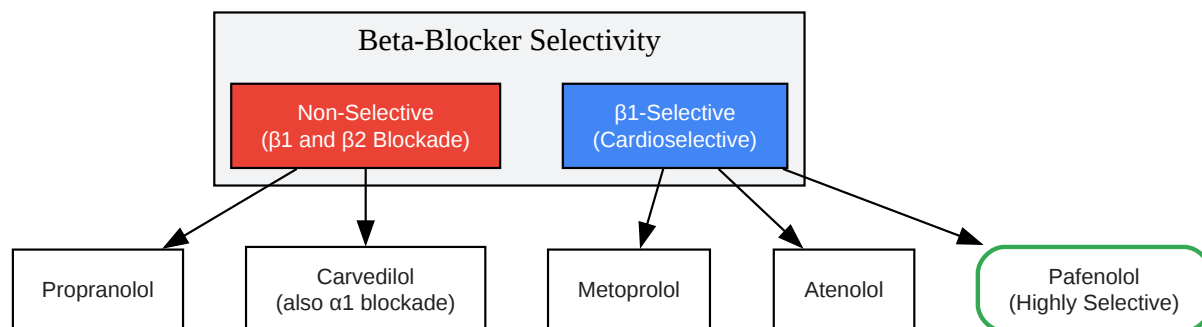 Beta-Blocker Selectivity
Non-Selective
(β1 and β2 Blockade)
β1-Selective
(Cardioselective)
Propranolol
Carvedilol
(also α1 blockade)
Metoprolol
Atenolol
Pafenolol
(Highly Selective)